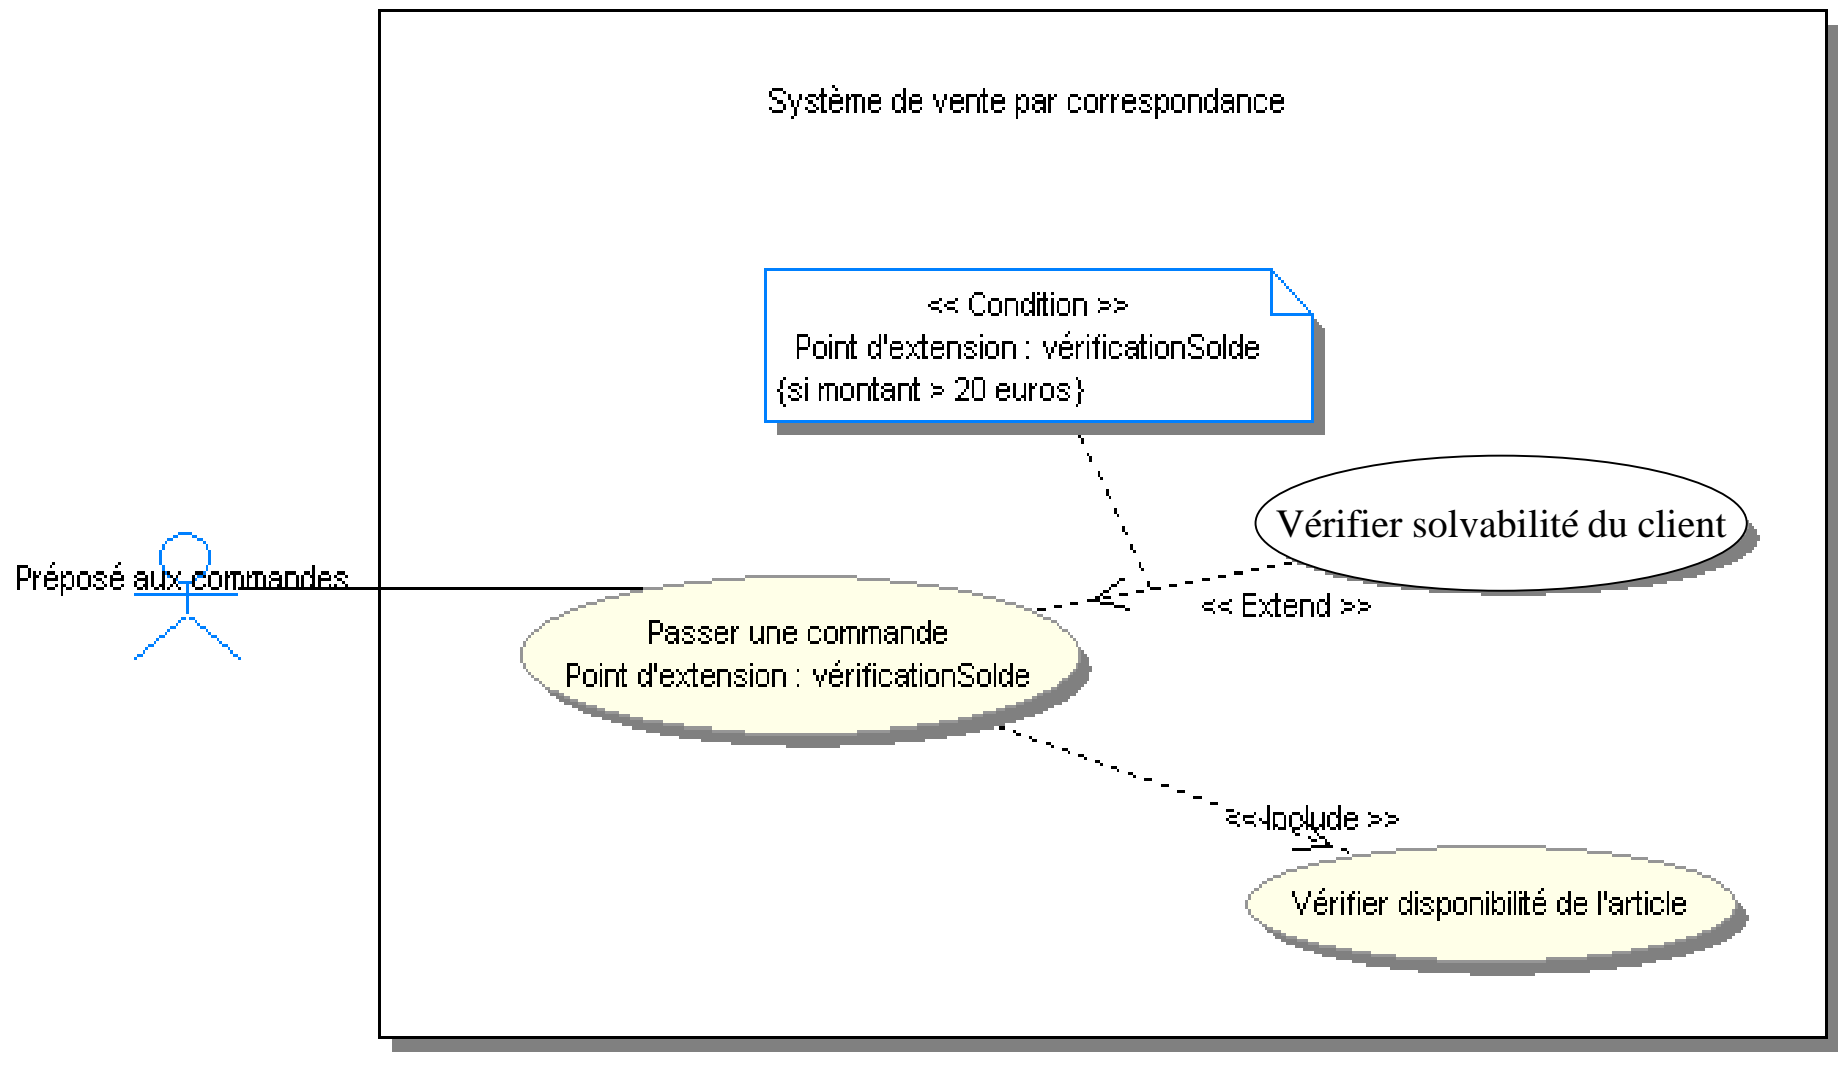 Système de vente par correspondance
<< Condition >>
Point d'extension : vérificationSolde
{si montant > 20 euros}
Vérifier solvabilité du client
Préposé aux commandes
<< Extend >>
Passer une commande
Point d'extension : vérificationSolde
<< Include >>
Vérifier disponibilité de l'article